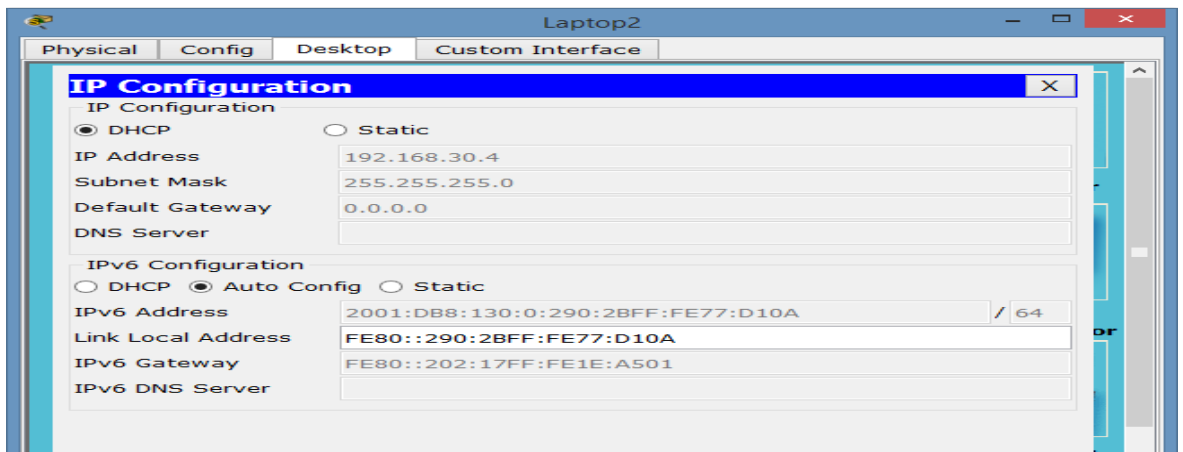 Laptop2
Physical Config Desktop Custom Interface
IP Configuration X
IP Configuration
DHCP Static
IP Address 192.168.30.4
Subnet Mask 255.255.255.0
Default Gateway 0.0.0.0
DNS Server
IPv6 Configuration
DHCP Auto Config Static
IPv6 Address 2001:DB8:130:0:290:2BFF:FE77:D10A / 64
Link Local Address FE80::290:2BFF:FE77:D10A
IPv6 Gateway FE80::202:17FF:FE1E:A501
IPv6 DNS Server